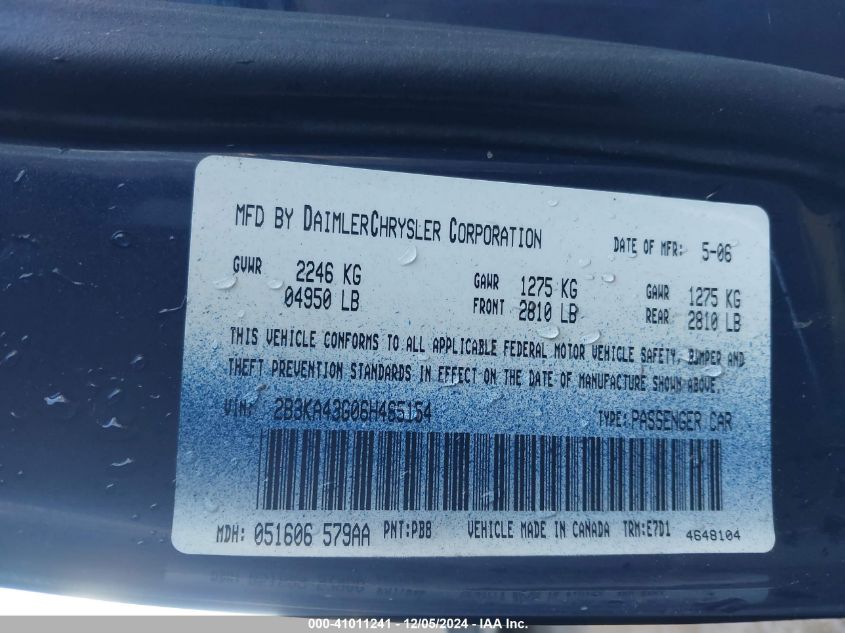 MFD BY DAIMLERCHRYSLER CORPORATION DATE OF MFR: 5-06
GVWR 2246 KG GAWR 1275 KG GAWR 1275 KG
04950 LB FRONT 2810 LB REAR 2810 LB
THIS VEHICLE CONFORMS TO ALL APPLICABLE FEDERAL MOTOR VEHICLE SAFETY, BUMPER AND
THEFT PREVENTION STANDARDS IN EFFECT ON THE DATE OF MANUFACTURE SHOWN ABOVE.
VIN: 2B3KA43G06H465154 TYPE: PASSENGER CAR
MDH: 051606 579AA PNT:PB8 VEHICLE MADE IN CANADA TRM:E7D1 4648104
000-41011241 - 12/05/2024 - IAA Inc.